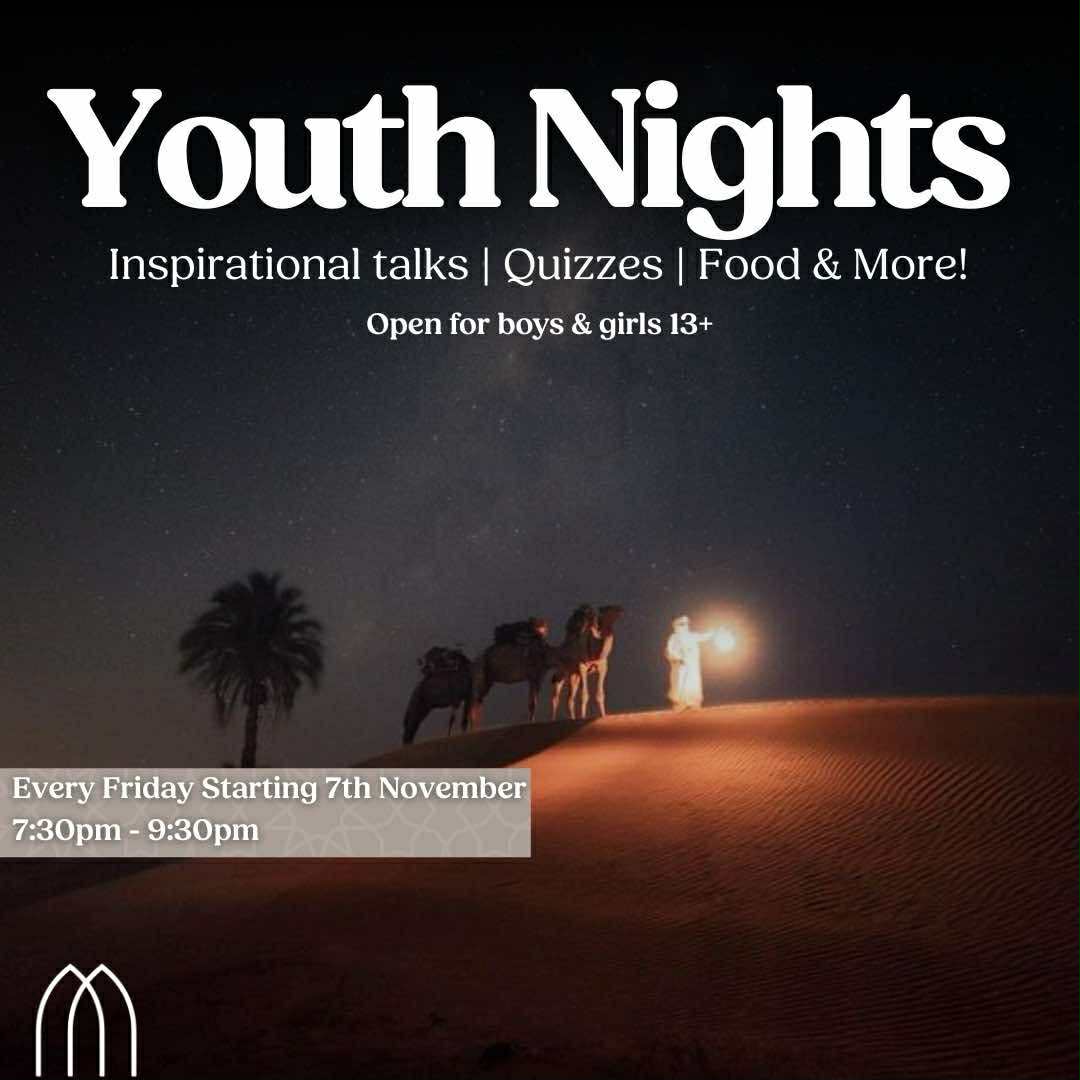 Youth Nights
Inspirational talks | Quizzes | Food & More!
Open for boys & girls 13+
Every Friday Starting 7th November
7:30pm - 9:30pm